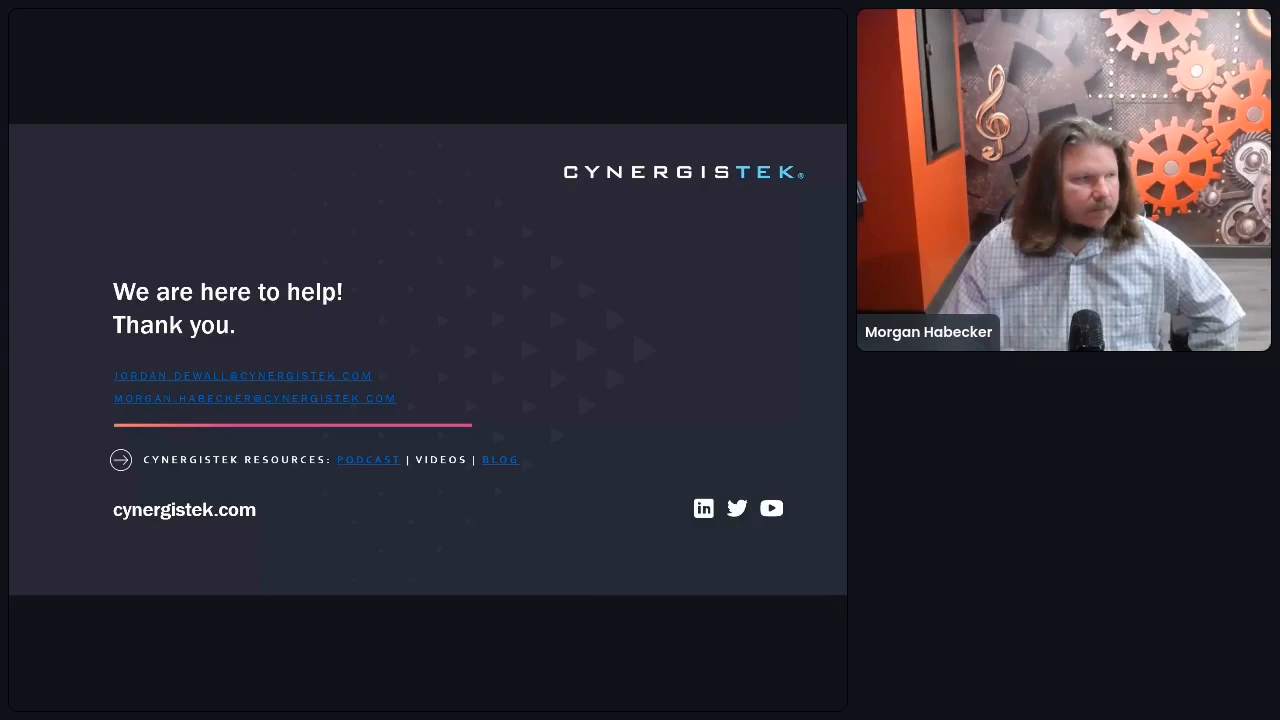 CYNERGISTEK®
We are here to help!
Thank you.
JORDAN.DEWALL@CYNERGISTEK.COM
MORGAN.HABECKER@CYNERGISTEK.COM
CYNERGISTEK RESOURCES: PODCAST | VIDEOS | BLOG
cynergistek.com
in
Morgan Habecker